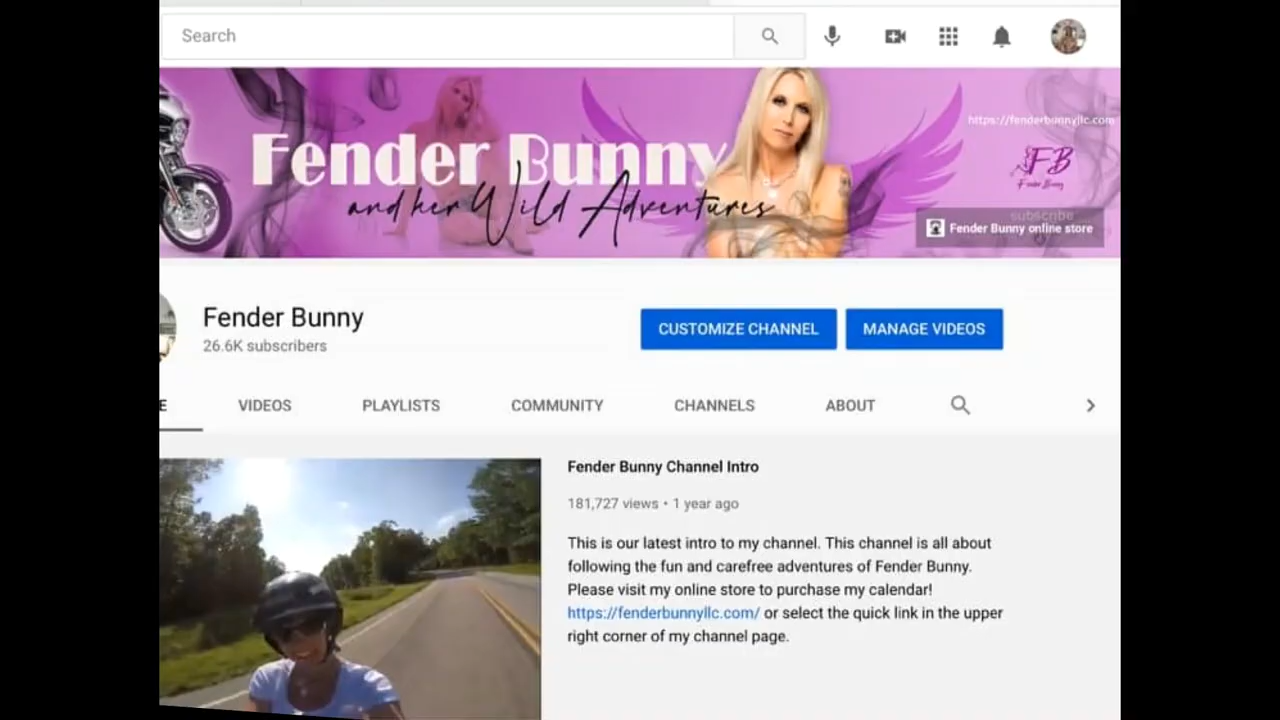 Search
https://fenderbunnyllc.com
Fender Bunny
and her Wild Adventures
FB
Fender Bunny
subscribe
Fender Bunny online store
Fender Bunny
26.6K subscribers
CUSTOMIZE CHANNEL
MANAGE VIDEOS
E
VIDEOS
PLAYLISTS
COMMUNITY
CHANNELS
ABOUT
Fender Bunny Channel Intro
181,727 views • 1 year ago
This is our latest intro to my channel. This channel is all about
following the fun and carefree adventures of Fender Bunny.
Please visit my online store to purchase my calendar!
https://fenderbunnyllc.com/ or select the quick link in the upper
right corner of my channel page.